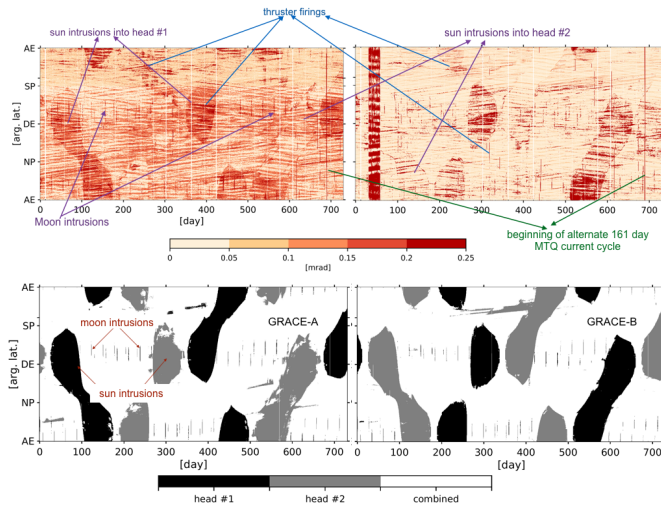 sun intrusions into head #1
thruster firings
sun intrusions into head #2
AE
SP
DE
NP
AE
[arg. lat.]
0 100 200 300 400 500 600 700
[day]
0 100 200 300 400 500 600 700
Moon intrusions
beginning of alternate 161 day
MTQ current cycle
0 0.05 0.1 0.15 0.2 0.25
[mrad]
AE
SP
DE
NP
AE
[arg. lat.]
moon intrusions
sun intrusions
GRACE-A
GRACE-B
0 100 200 300 400 500 600 700
[day]
0 100 200 300 400 500 600 700
[day]
head #1 head #2 combined